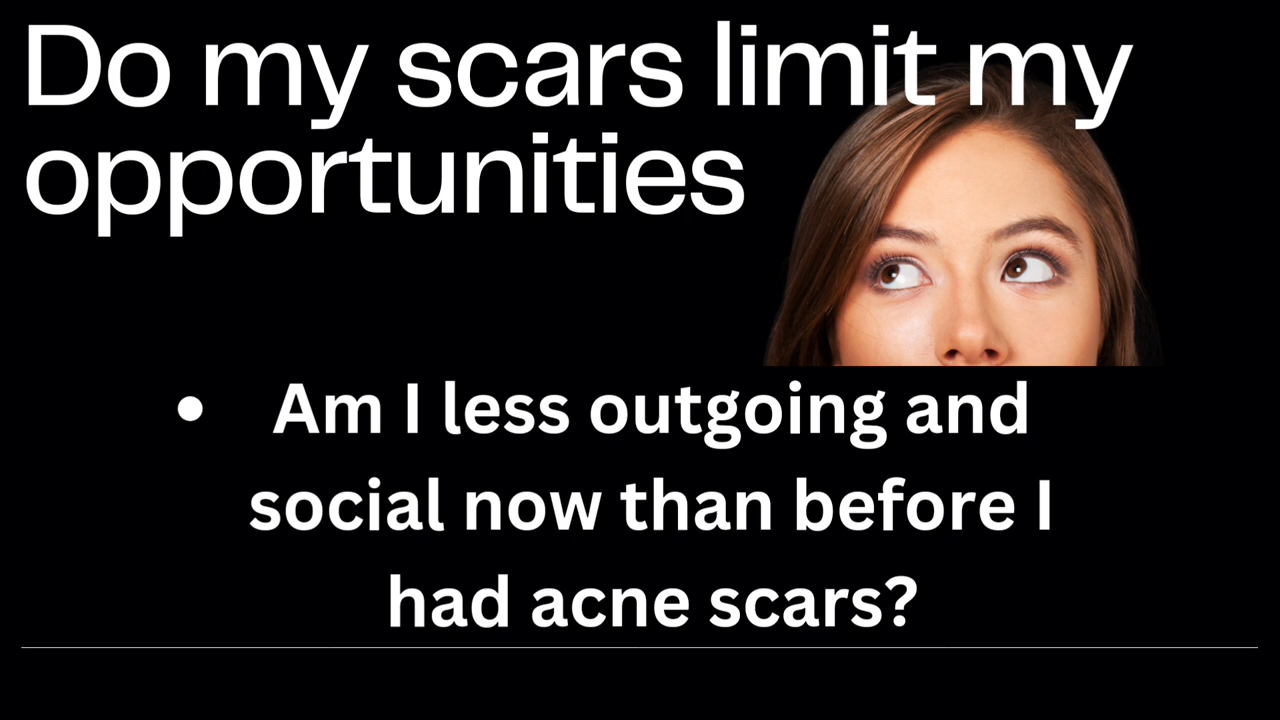 Do my scars limit my
opportunities
• Am I less outgoing and
social now than before I
had acne scars?